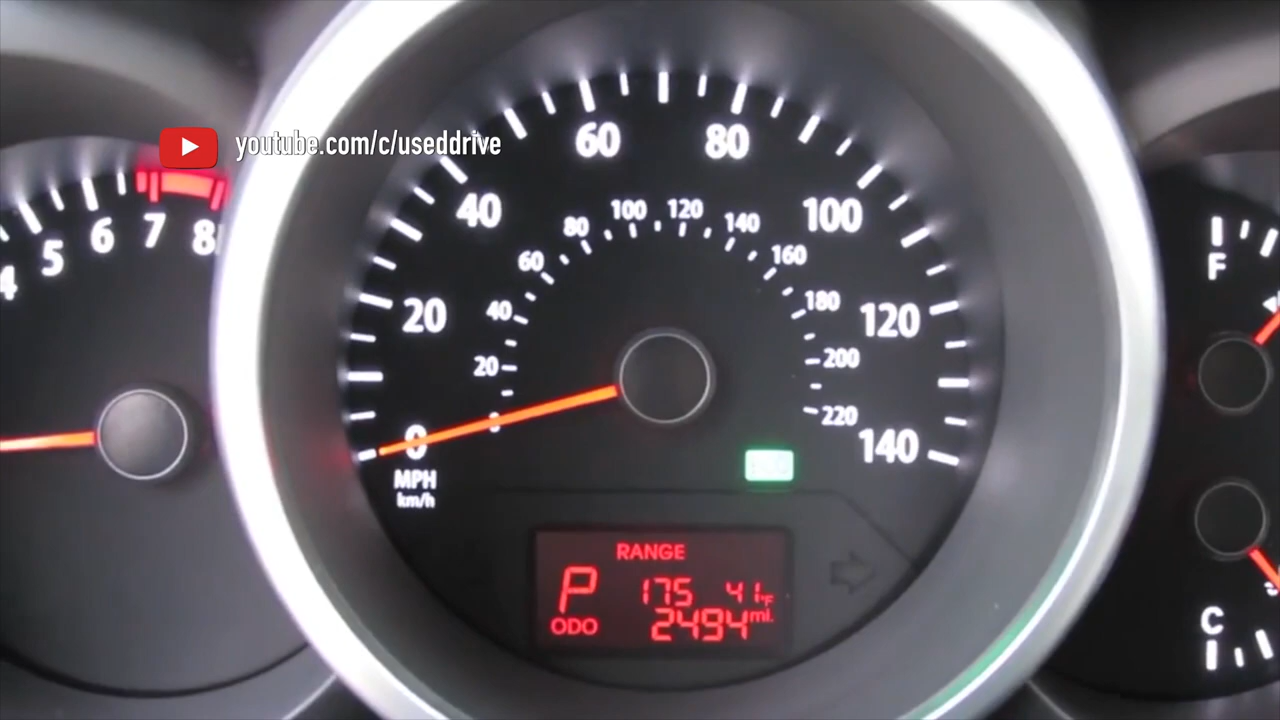 youtube.com/c/useddrive
4 5 6 7 8
0 20 40 60 80 100 120 140
0 20 40 60 80 100 120 140 160 180 200 220
MPH
km/h
RANGE
P 175 41°F
ODO 2494 mi.
F
C